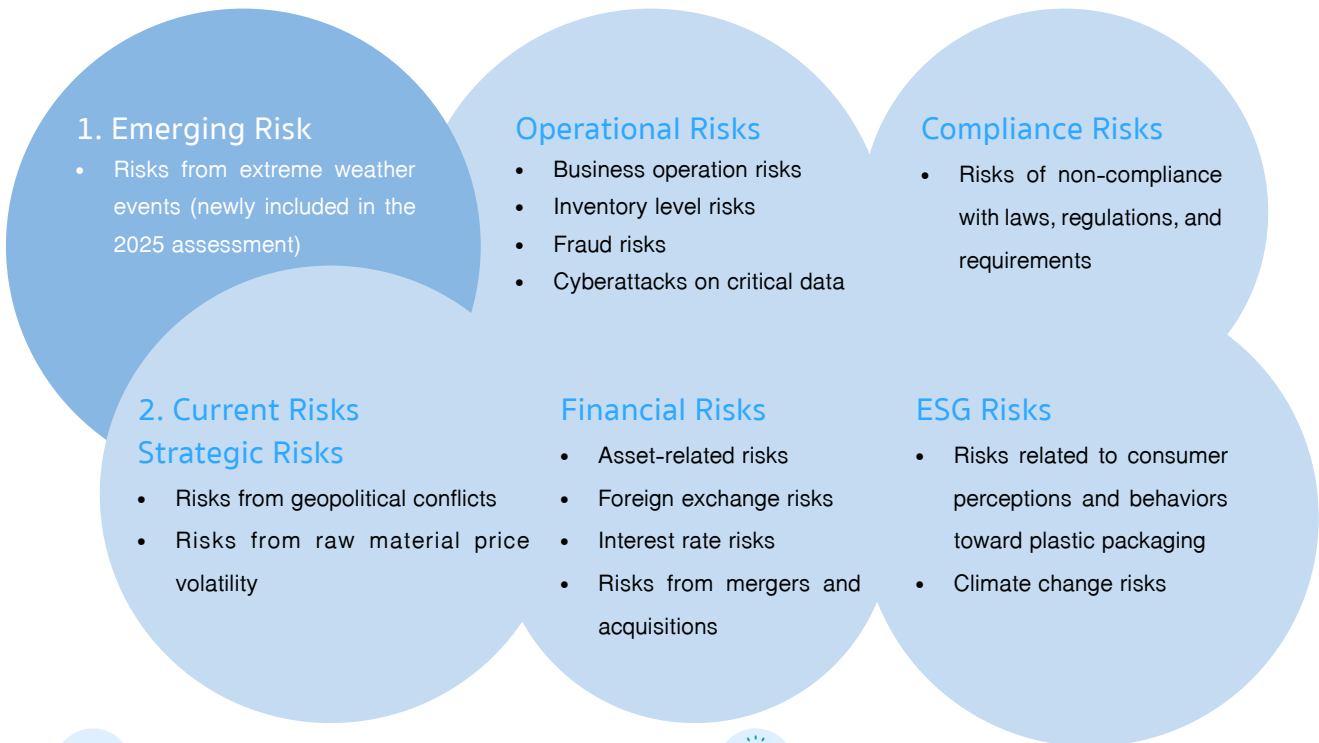 1. Emerging Risk
• Risks from extreme weather
events (newly included in the
2025 assessment)
Operational Risks
• Business operation risks
• Inventory level risks
• Fraud risks
• Cyberattacks on critical data
Compliance Risks
• Risks of non-compliance
with laws, regulations, and
requirements
2. Current Risks
Strategic Risks
• Risks from geopolitical conflicts
• Risks from raw material price
volatility
Financial Risks
• Asset-related risks
• Foreign exchange risks
• Interest rate risks
• Risks from mergers and
acquisitions
ESG Risks
• Risks related to consumer
perceptions and behaviors
toward plastic packaging
• Climate change risks